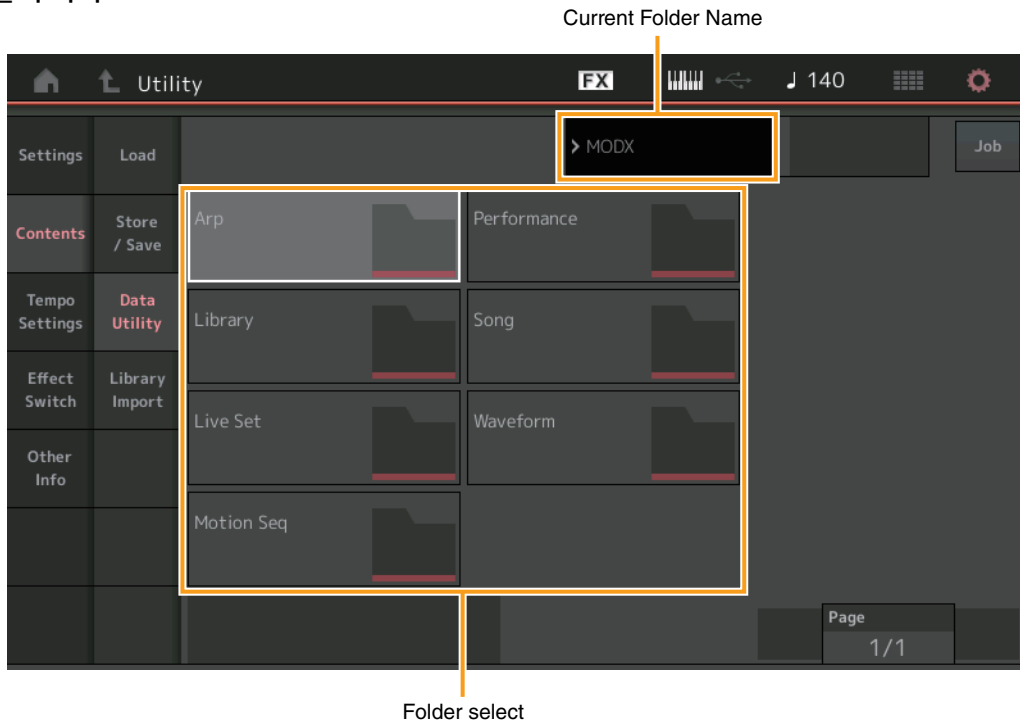 Current Folder Name
Utility
FX
140
Settings
Load
MODX
Job
Contents
Store
/ Save
Arp
Performance
Tempo
Settings
Data
Utility
Library
Song
Effect
Switch
Library
Import
Live Set
Waveform
Other
Info
Motion Seq
Page
1/1
Folder select